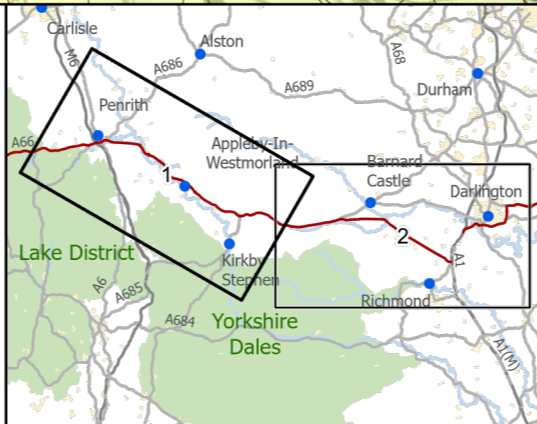 Carlisle
M6
Alston
A686
A68
A689
Durham
Penrith
A66
Appleby-In-
Westmorland
1
Barnard
Castle
Darlington
2
Lake District
Kirkby
Stephen
A1
A6
A685
Richmond
A684
Yorkshire
Dales
A1(M)